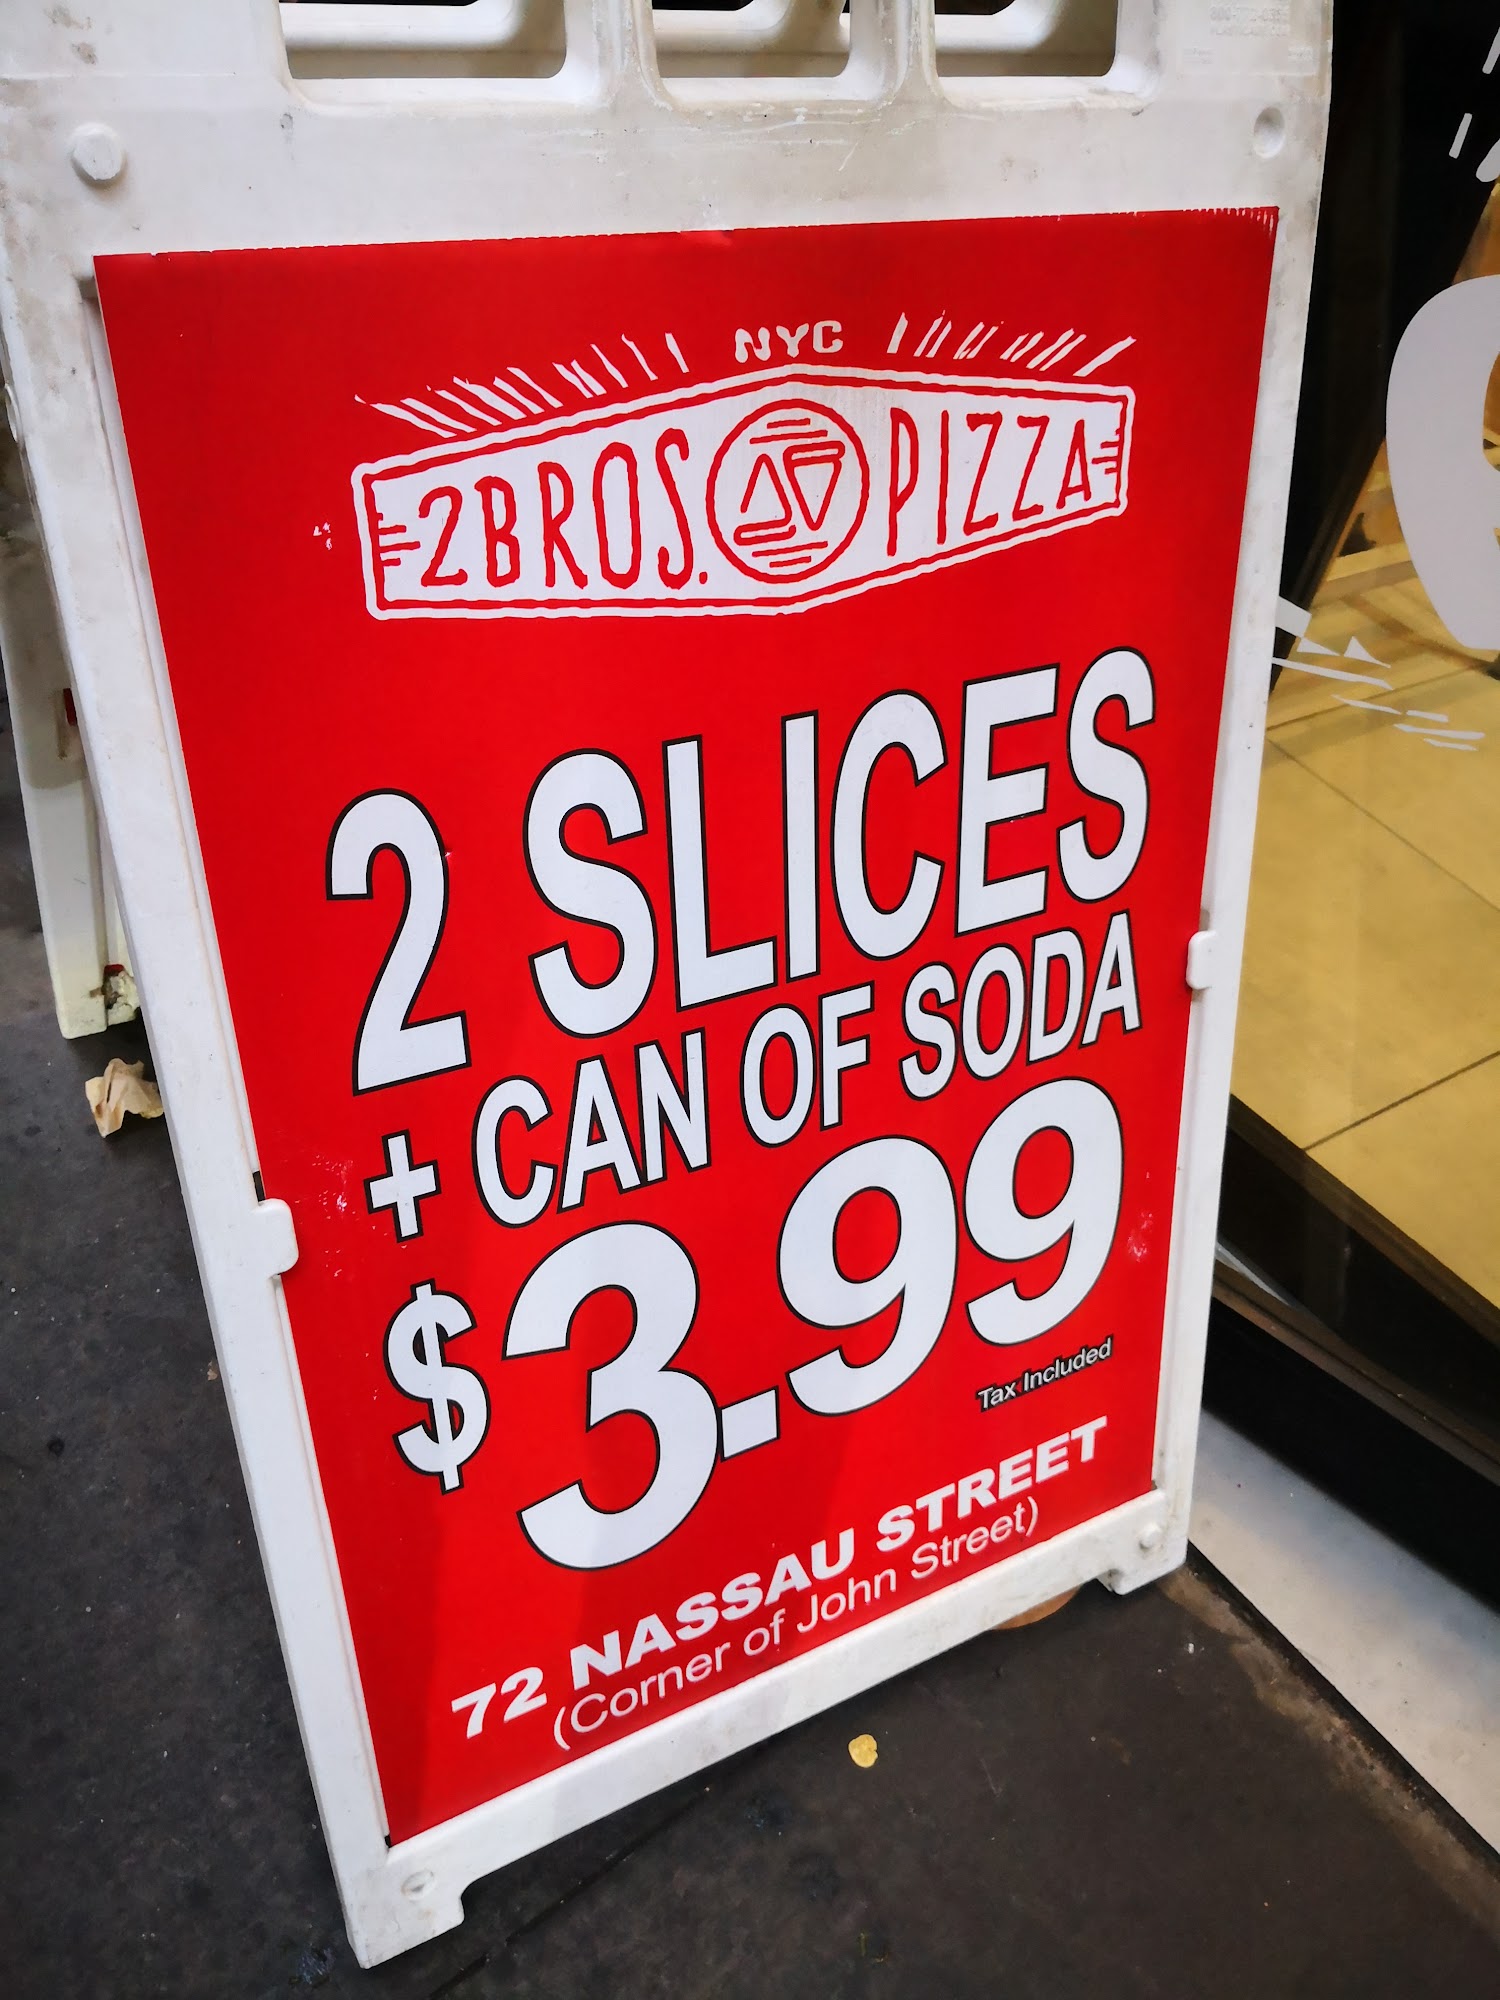 NYC
2BROS. PIZZA
2 SLICES
+ CAN OF SODA
$3.99
Tax Included
72 NASSAU STREET
(Corner of John Street)